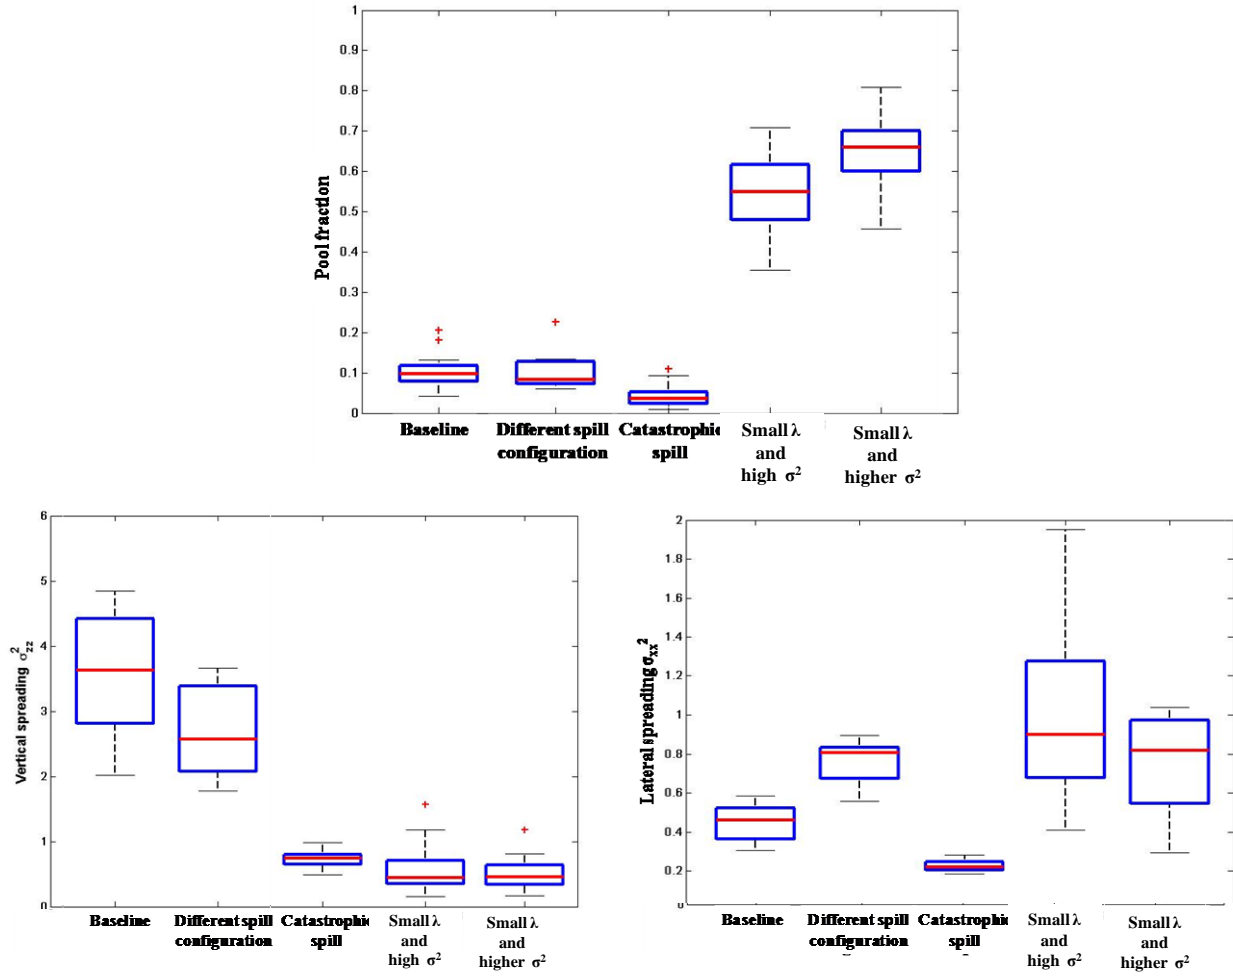 1
0.9
0.8
0.7
0.6
0.5
0.4
0.3
0.2
0.1
0
Pool fraction
Baseline
Different spill
configuration
Catastrophic
spill
Small λ
and
high σ²
Small λ
and
higher σ²
6
5
4
3
2
1
0
Vertical spreading σ²zz
Baseline
Different spill
configuration
Catastrophic
spill
Small λ
and
high σ²
Small λ
and
higher σ²
2
1.8
1.6
1.4
1.2
1
0.8
0.6
0.4
0.2
0
Lateral spreading σxx²
Baseline
Different spill
configuration
Catastrophic
spill
Small λ
and
high σ²
Small λ
and
higher σ²